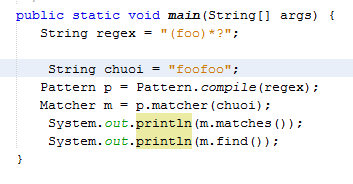 public static void main(String[] args) {
String regex = "(foo)*?";
String chuoi = "foofoo";
Pattern p = Pattern.compile(regex);
Matcher m = p.matcher(chuoi);
System.out.println(m.matches());
System.out.println(m.find());
}